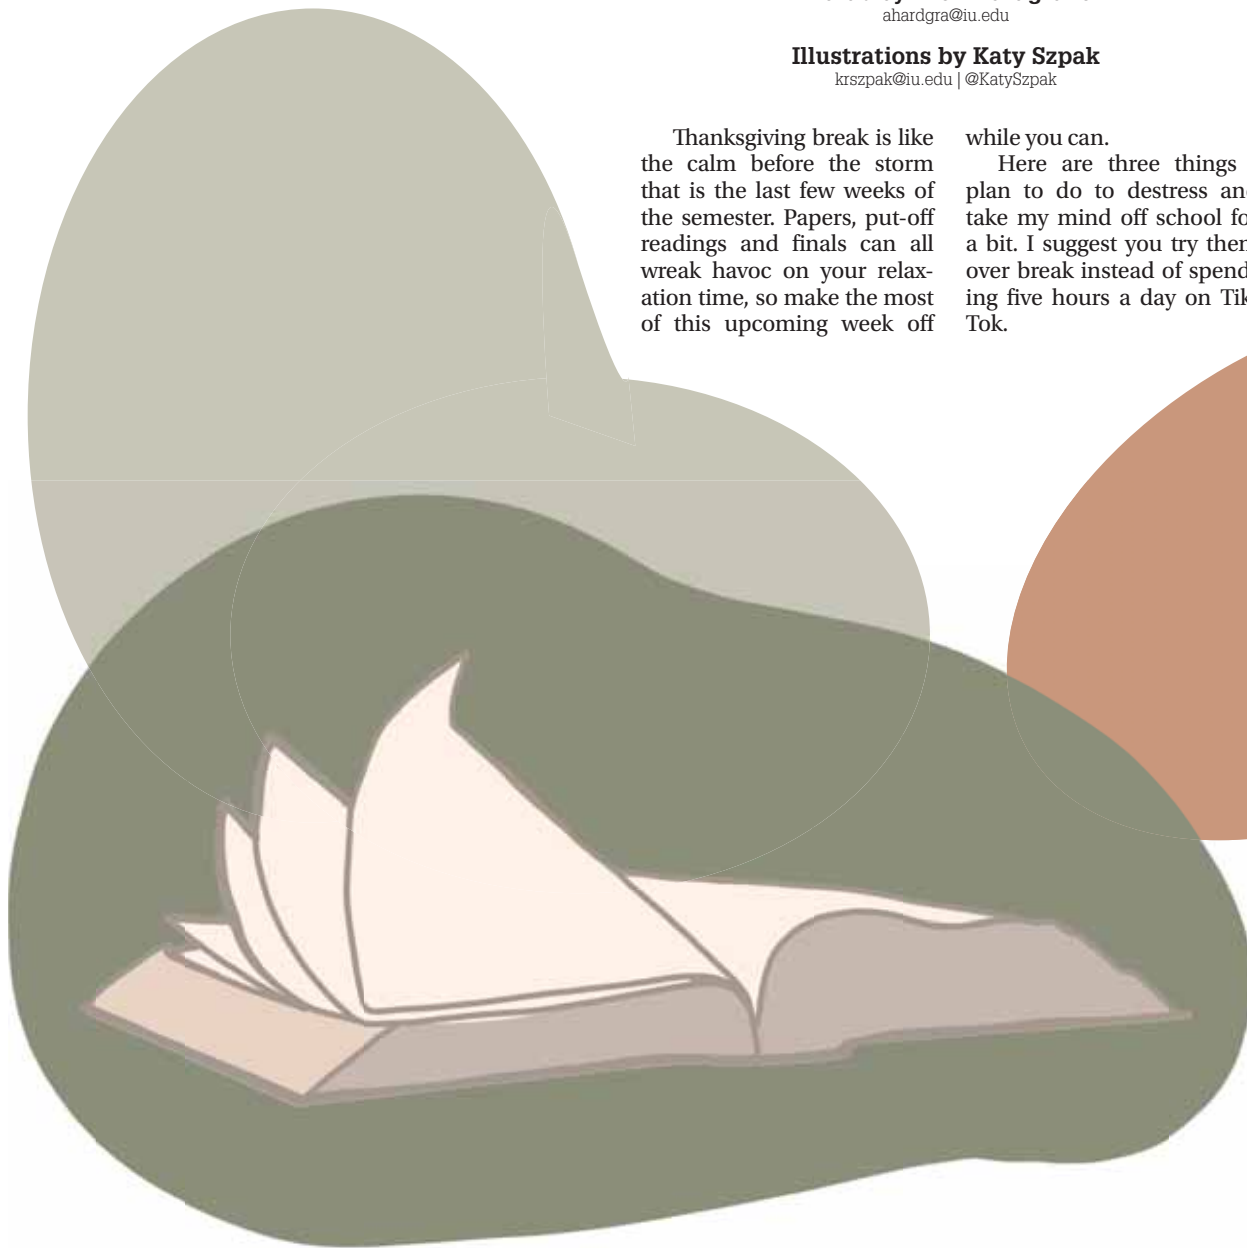 ahardgra@iu.edu
Illustrations by Katy Szpak
krszpak@iu.edu | @KatySzpak
Thanksgiving break is like
the calm before the storm
that is the last few weeks of
the semester. Papers, put-off
readings and finals can all
wreak havoc on your relax-
ation time, so make the most
of this upcoming week off
while you can.
Here are three things
plan to do to destress
take my mind off school
a bit. I suggest you try
over break instead of spend
ing five hours a day on
Tok.